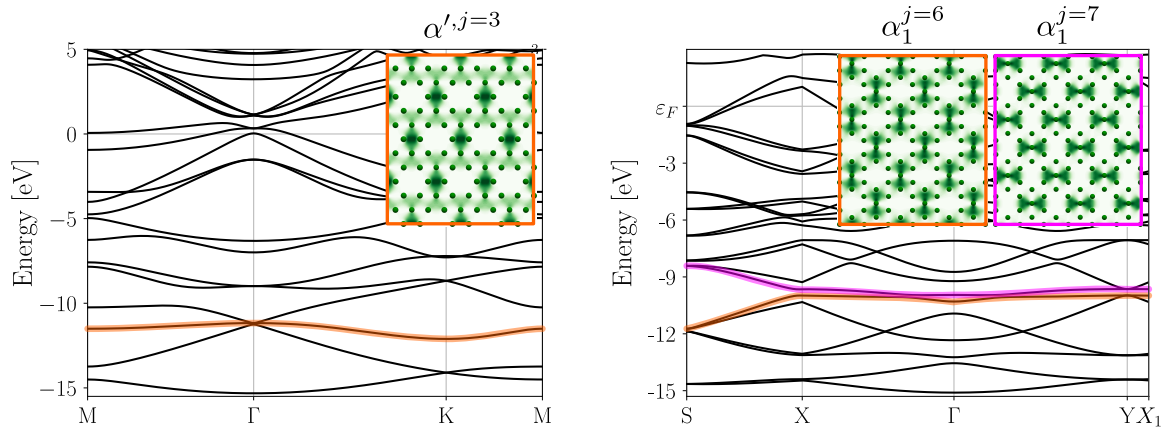 α′,j=3
5
0
−5
−10
−15
Energy [eV]
M Γ K M
α₁ʲ⁼⁶ α₁ʲ⁼⁷
εF
-3
-6
-9
-12
-15
Energy [eV]
S X Γ Y X₁